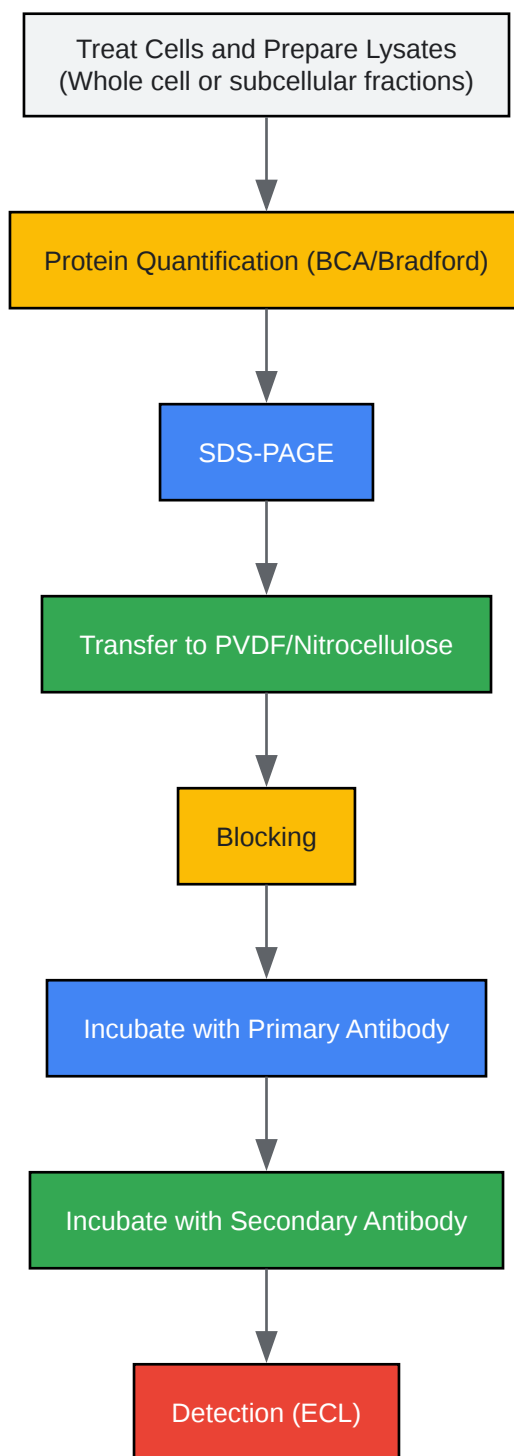 Treat Cells and Prepare Lysates
(Whole cell or subcellular fractions)
Protein Quantification (BCA/Bradford)
SDS-PAGE
Transfer to PVDF/Nitrocellulose
Blocking
Incubate with Primary Antibody
Incubate with Secondary Antibody
Detection (ECL)